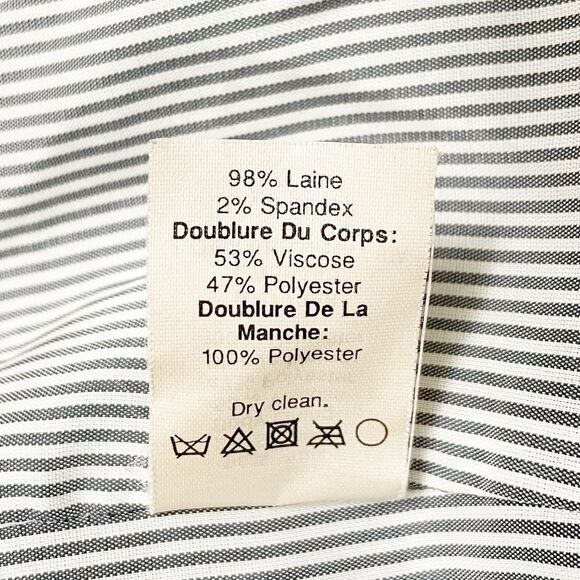 98% Laine
2% Spandex
Doublure Du Corps:
53% Viscose
47% Polyester
Doublure De La
Manche:
100% Polyester
Dry clean.